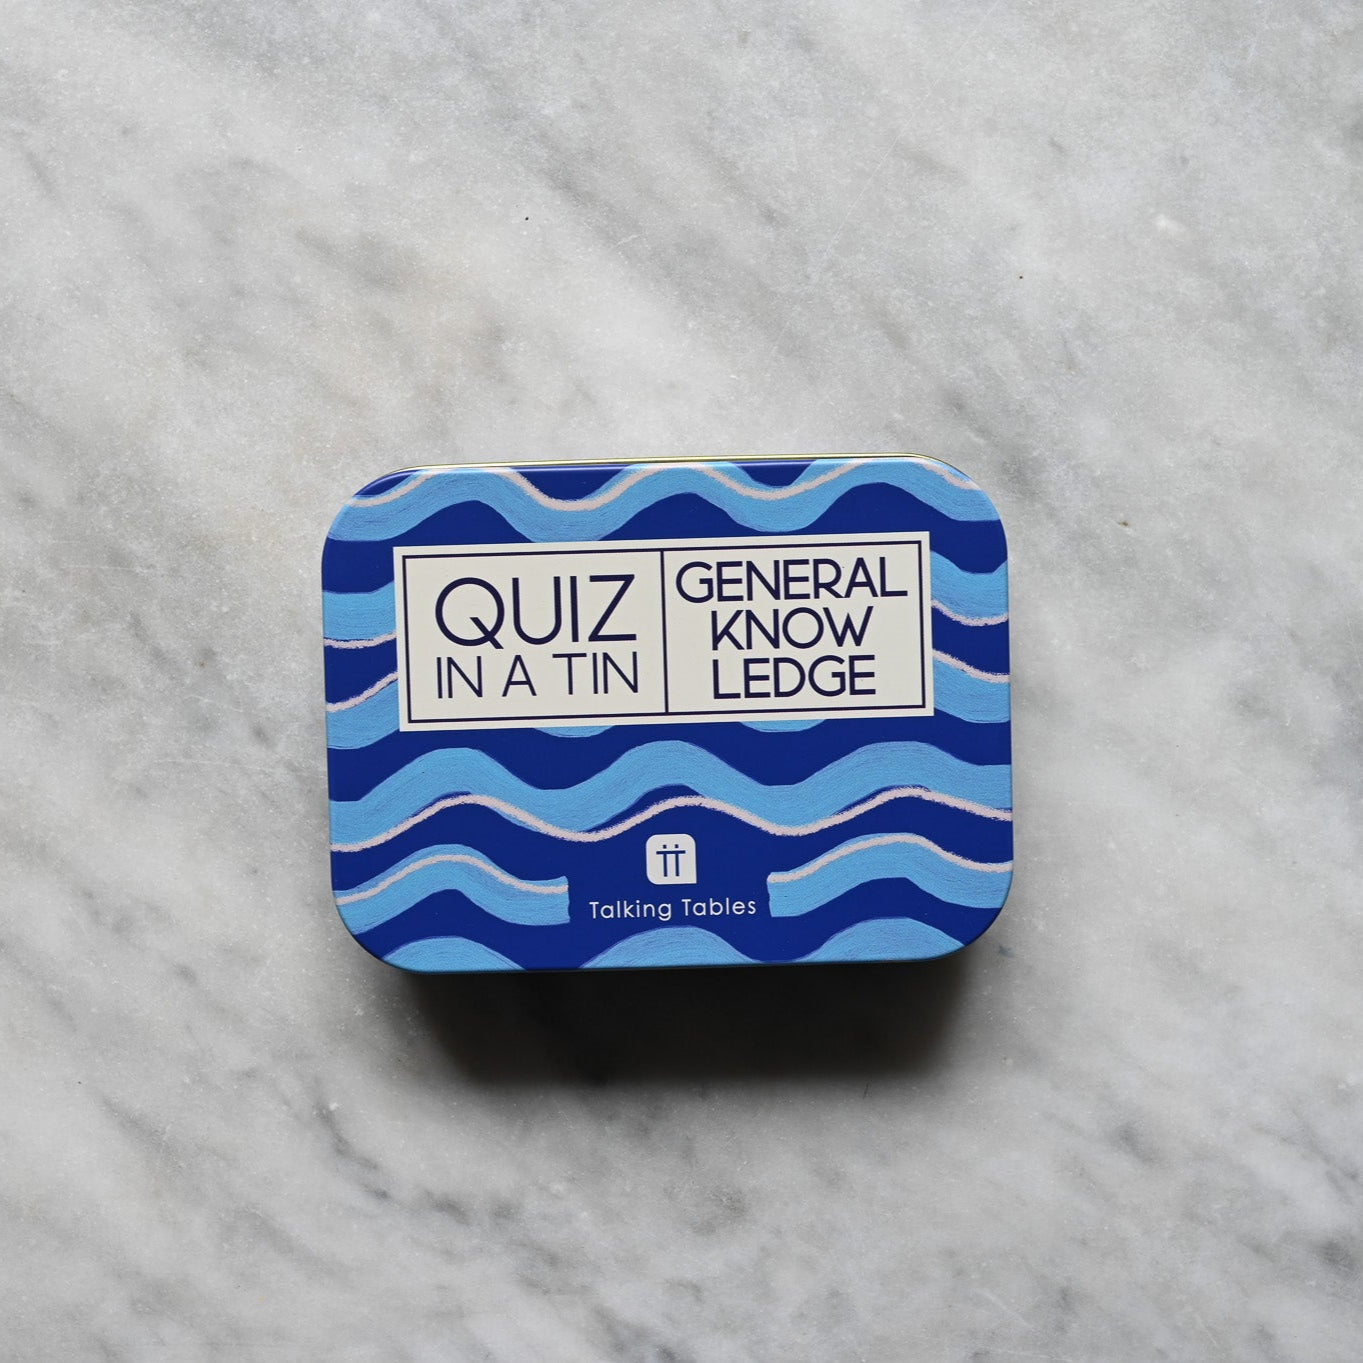 QUIZ
IN A TIN
GENERAL
KNOW
LEDGE
Talking Tables